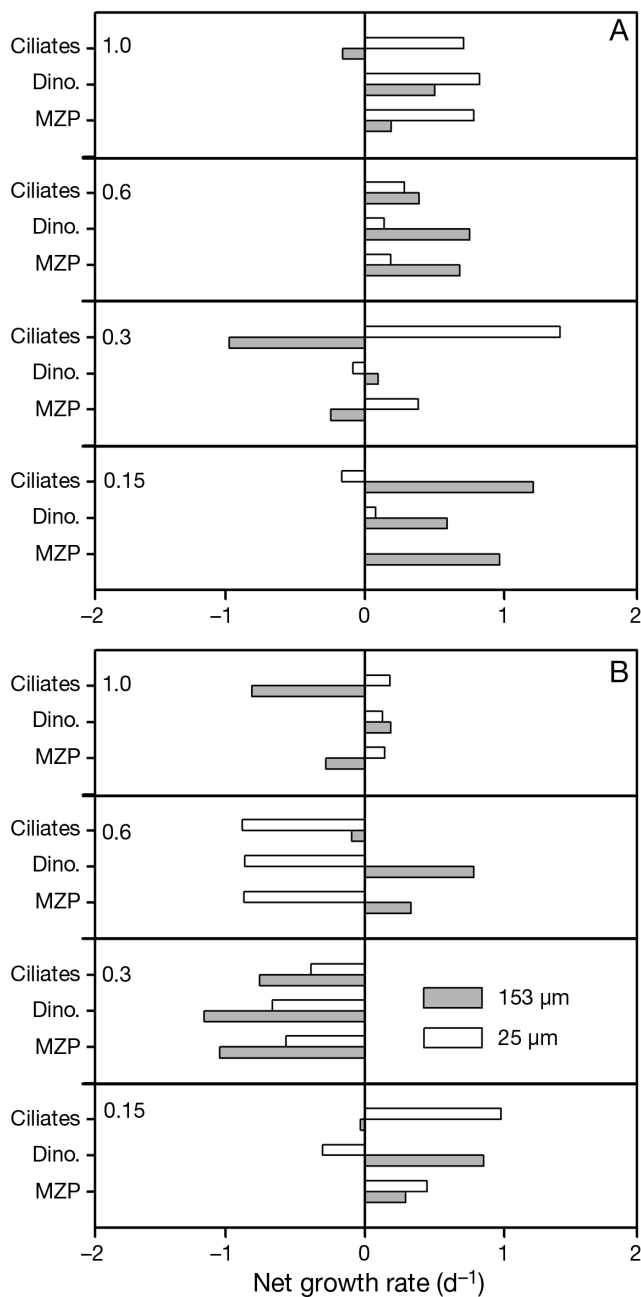 A
Ciliates 1.0
Dino.
MZP
Ciliates 0.6
Dino.
MZP
Ciliates 0.3
Dino.
MZP
Ciliates 0.15
Dino.
MZP
–2 –1 0 1 2
B
Ciliates 1.0
Dino.
MZP
Ciliates 0.6
Dino.
MZP
Ciliates 0.3
Dino. 153 µm
MZP 25 µm
Ciliates 0.15
Dino.
MZP
–2 –1 0 1 2
Net growth rate (d–1)